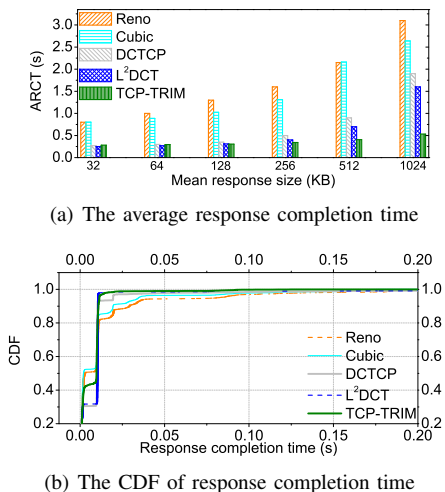 3.0
2.5
2.0
1.5
1.0
0.5
0.0
ARCT (s)
Reno
Cubic
DCTCP
L²DCT
TCP-TRIM
32 64 128 256 512 1024
Mean response size (KB)
(a) The average response completion time
0.00 0.05 0.10 0.15 0.20
1.0 1.0
0.8 0.8
0.6 0.6
0.4 0.4
0.2 0.2
CDF
Reno
Cubic
DCTCP
L²DCT
TCP-TRIM
0.00 0.05 0.10 0.15 0.20
Response completion time (s)
(b) The CDF of response completion time